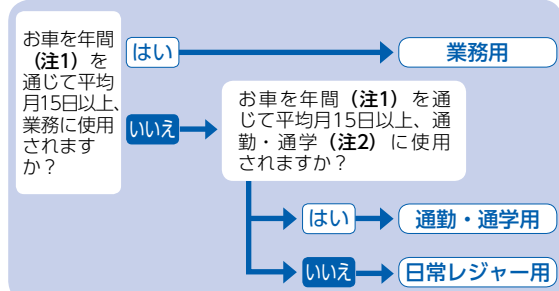 お車を年間
(注1)を
通じて平均
月15日以上、
業務に使用
されます
か？
はい
業務用
いいえ
お車を年間(注1)を通
じて平均月15日以上、通
勤・通学(注2)に使用
されますか？
はい
通勤・通学用
いいえ
日常レジャー用